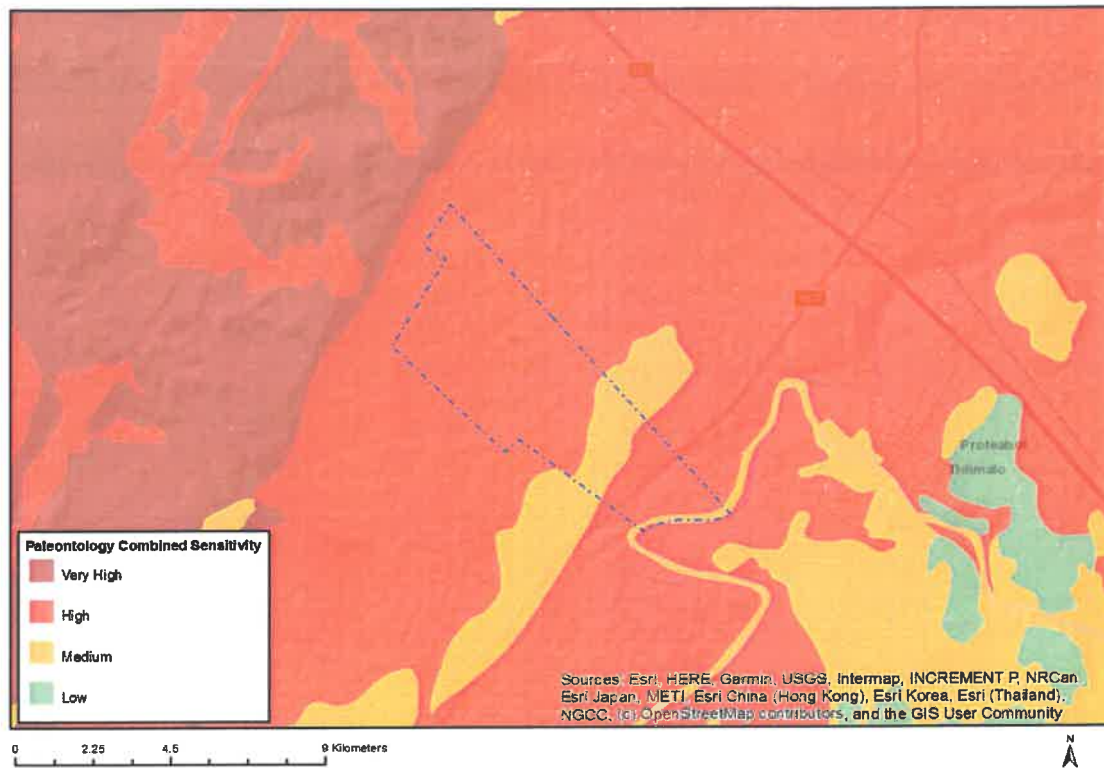 Paleontology Combined Sensitivity
Very High
High
Medium
Low
Sources: Esri, HERE, Garmin, USGS, Intermap, INCREMENT P, NRCan,
Esri Japan, METI, Esri China (Hong Kong), Esri Korea, Esri (Thailand),
NGCC, (c) OpenStreetMap contributors, and the GIS User Community
0 2.25 4.5 9 Kilometers
N